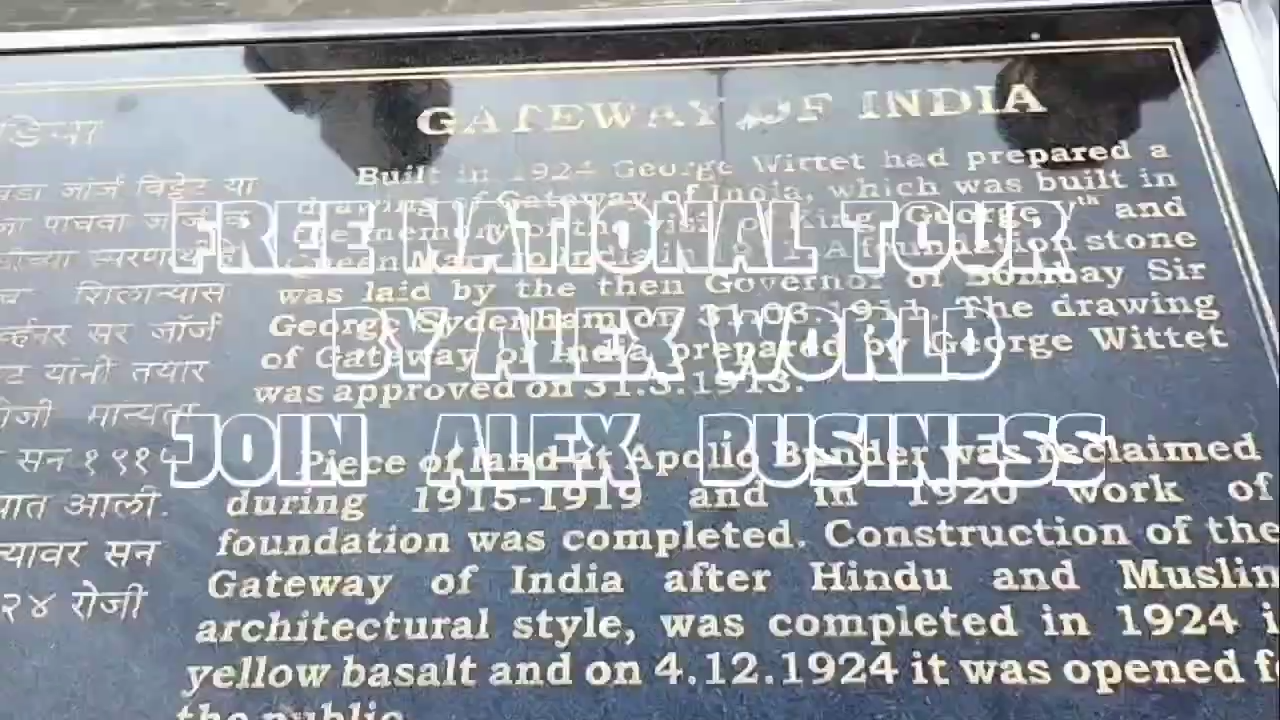 GATEWAY OF INDIA
Built in 1924 George Wittet had prepared a
drawing of Gateway of India, which was built in
the memory of the visit of King George Vth and
Queen Mary to India in A foundation stone
was laid by the then Governor of Bombay Sir
George Sydenham on 31.03.1911. The drawing
of Gateway of India prepared by George Wittet
was approved on 31.3.1913.
Piece of land at Apollo Bunder was reclaimed
during 1915-1919 and in 1920 work of
foundation was completed. Construction of the
Gateway of India after Hindu and Muslim
architectural style, was completed in 1924 i
yellow basalt and on 4.12.1924 it was opened f
the public
FREE NATIONAL TOUR
BY ALEX WORLD
JOIN ALEX BUSINESS
डिया
जॉर्ज विट्टेट या
पाचवा
स्मरणार्थ
च शिलान्यास
सर जॉर्ज
ट यांनी तयार
रोजी मान्यता
सन १९१५
यात आली.
न्यावर सन
२४ रोजी